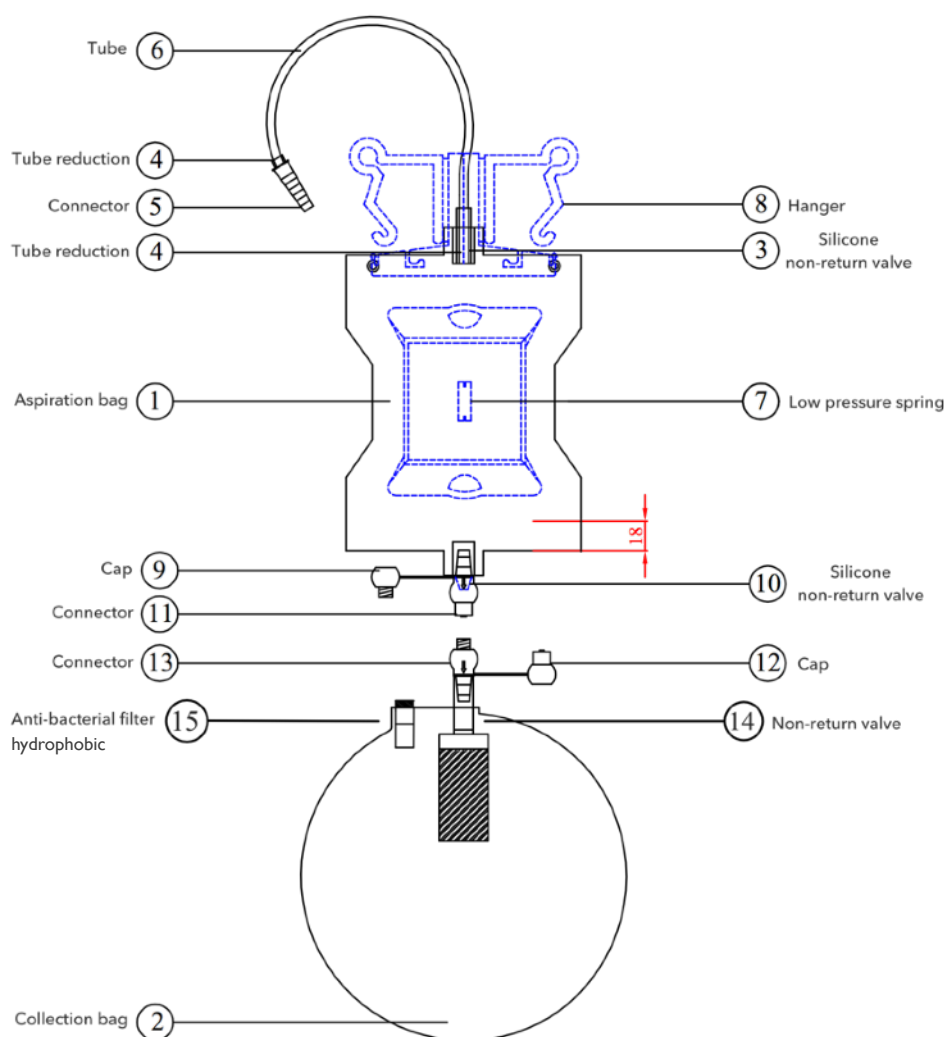 Tube 6
Tube reduction 4
Connector 5
8 Hanger
Tube reduction 4
3 Silicone
non-return valve
Aspiration bag 1
7 Low pressure spring
18
Cap 9
10 Silicone
non-return valve
Connector 11
Connector 13
12 Cap
Anti-bacterial filter 15
hydrophobic
14 Non-return valve
Collection bag 2